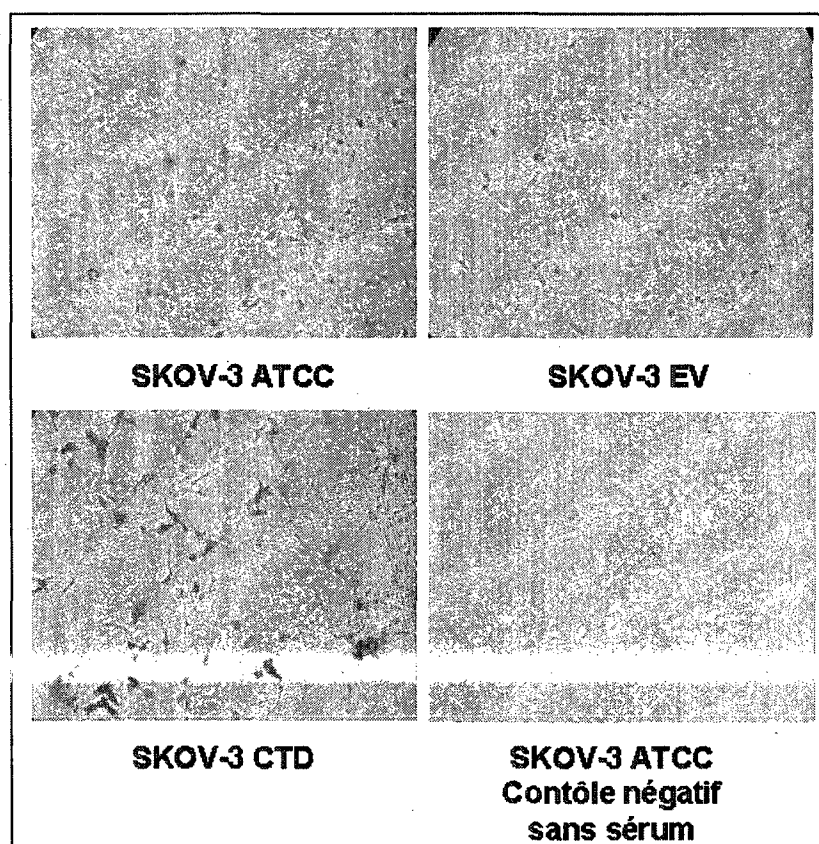 SKOV-3 ATCC
SKOV-3 EV
SKOV-3 CTD
SKOV-3 ATCC
Contôle négatif
sans sérum